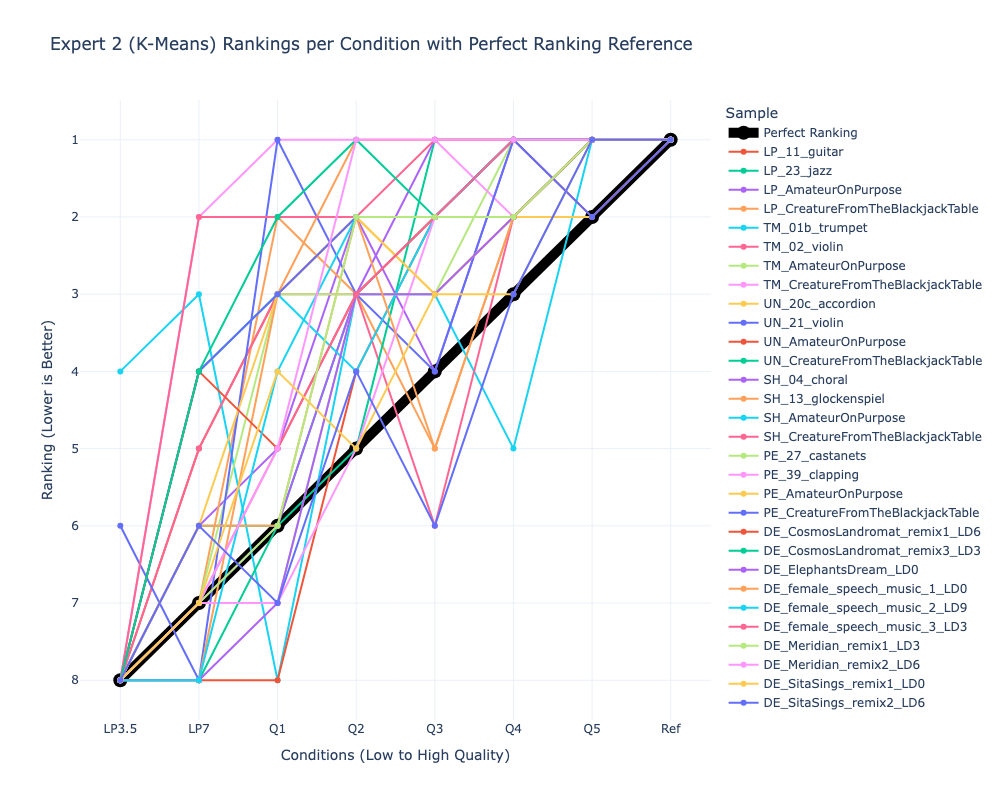 Expert 2 (K-Means) Rankings per Condition with Perfect Ranking Reference
Sample
Perfect Ranking
LP_11_guitar
LP_23_jazz
LP_AmateurOnPurpose
LP_CreatureFromTheBlackjackTable
TM_01b_trumpet
TM_02_violin
TM_AmateurOnPurpose
TM_CreatureFromTheBlackjackTable
UN_20c_accordion
UN_21_violin
UN_AmateurOnPurpose
UN_CreatureFromTheBlackjackTable
SH_04_choral
SH_13_glockenspiel
SH_AmateurOnPurpose
SH_CreatureFromTheBlackjackTable
PE_27_castanets
PE_39_clapping
PE_AmateurOnPurpose
PE_CreatureFromTheBlackjackTable
DE_CosmosLandromat_remix1_LD6
DE_CosmosLandromat_remix3_LD3
DE_ElephantsDream_LD0
DE_female_speech_music_1_LD0
DE_female_speech_music_2_LD9
DE_female_speech_music_3_LD3
DE_Meridian_remix1_LD3
DE_Meridian_remix2_LD6
DE_SitaSings_remix1_LD0
DE_SitaSings_remix2_LD6
Ranking (Lower is Better)
1
2
3
4
5
6
7
8
LP3.5 LP7 Q1 Q2 Q3 Q4 Q5 Ref
Conditions (Low to High Quality)